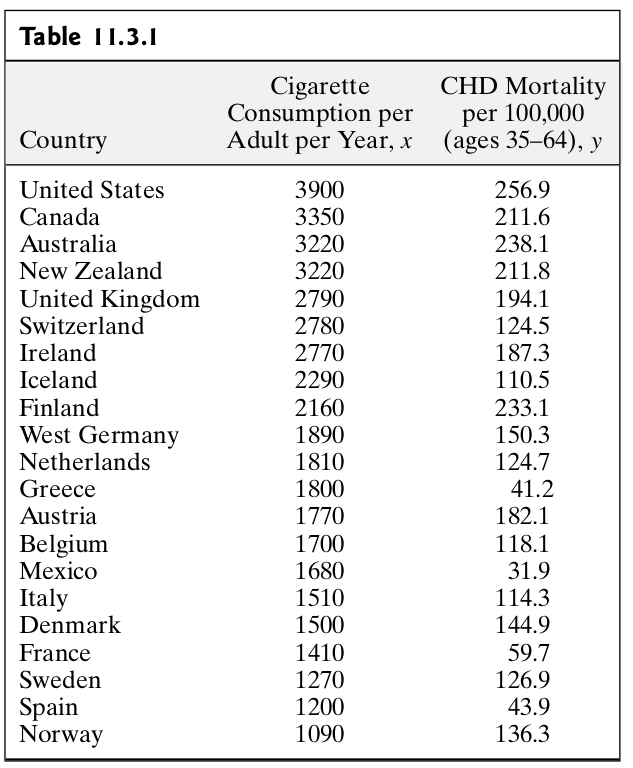 Table 11.3.1
Country Cigarette Consumption per Adult per Year, x CHD Mortality per 100,000 (ages 35–64), y
United States 3900 256.9
Canada 3350 211.6
Australia 3220 238.1
New Zealand 3220 211.8
United Kingdom 2790 194.1
Switzerland 2780 124.5
Ireland 2770 187.3
Iceland 2290 110.5
Finland 2160 233.1
West Germany 1890 150.3
Netherlands 1810 124.7
Greece 1800 41.2
Austria 1770 182.1
Belgium 1700 118.1
Mexico 1680 31.9
Italy 1510 114.3
Denmark 1500 144.9
France 1410 59.7
Sweden 1270 126.9
Spain 1200 43.9
Norway 1090 136.3